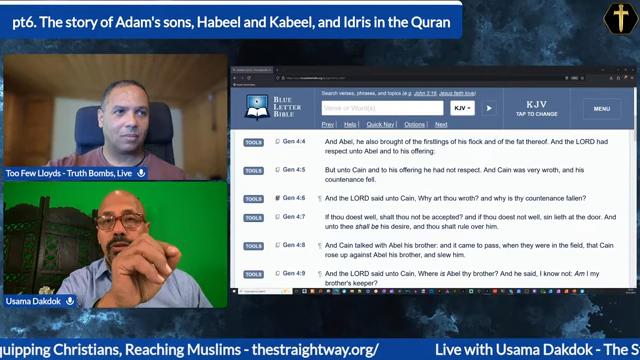 pt6. The story of Adam's sons, Habeel and Kabeel, and Idris in the Quran
Too Few Lloyds - Truth Bombs, Live
Usama Dakdok
Search verses, phrases, and topics (e.g. John 3:16, Jesus faith love)
BLUE
LETTER
BIBLE
Verse or Word(s)
KJV
KJV
TAP TO CHANGE
MENU
Prev | Help | Quick Nav | Options | Next
TOOLS Gen 4:4 And Abel, he also brought of the firstlings of his flock and of the fat thereof. And the LORD
had respect unto Abel and to his offering:
TOOLS Gen 4:5 But unto Cain and to his offering he had not respect. And Cain was very wroth, and his
countenance fell.
TOOLS Gen 4:6 ¶ And the LORD said unto Cain, Why art thou wroth? and why is thy countenance fallen?
TOOLS Gen 4:7 If thou doest well, shalt thou not be accepted? and if thou doest not well, sin lieth at the door. And
unto thee shall be his desire, and thou shalt rule over him.
TOOLS Gen 4:8 ¶ And Cain talked with Abel his brother: and it came to pass, when they were in the field, that Cain
rose up against Abel his brother, and slew him.
TOOLS Gen 4:9 ¶ And the LORD said unto Cain, Where is Abel thy brother? And he said, I know not: Am I my
brother's keeper?
quipping Christians, Reaching Muslims - thestraightway.org/
Live with Usama Dakdok - The S